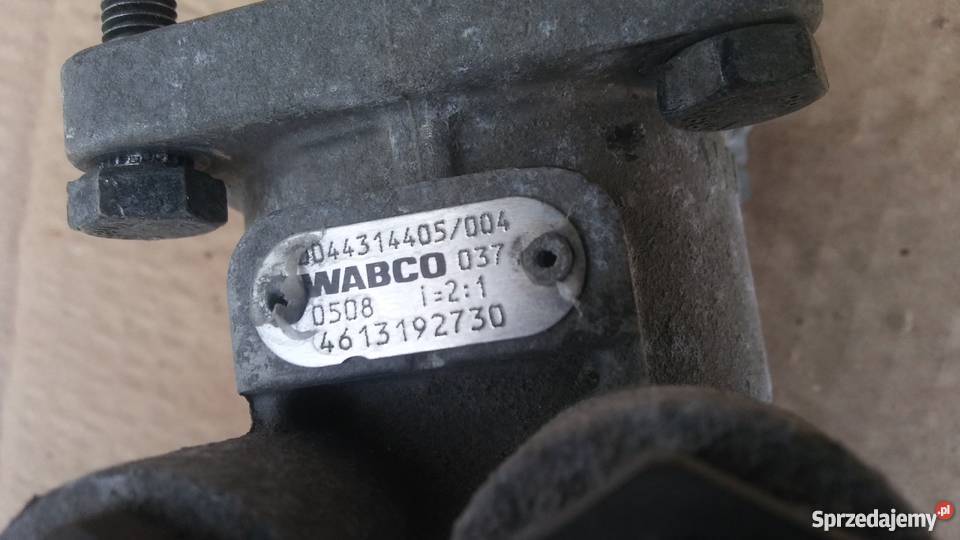 0044314405/004
WABCO 037
0508 i=2:1
4613192730
Sprzedajemy.pl